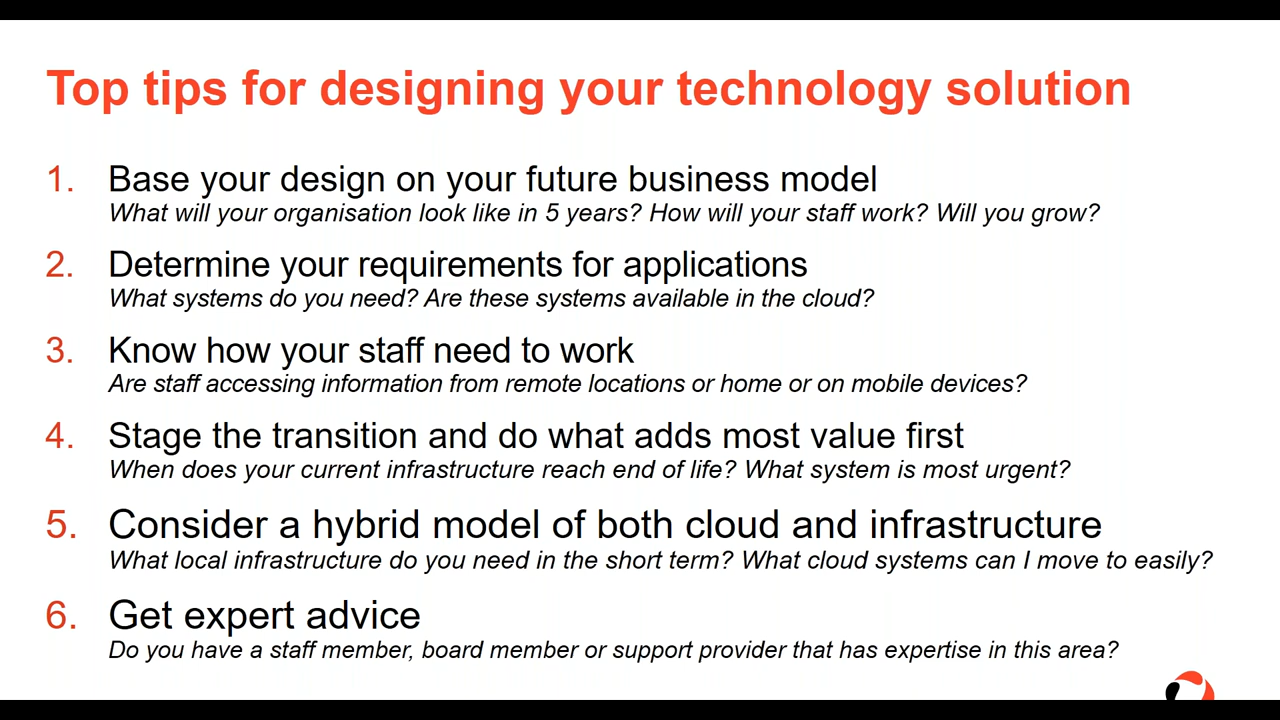 Top tips for designing your technology solution
1. Base your design on your future business model
What will your organisation look like in 5 years? How will your staff work? Will you grow?
2. Determine your requirements for applications
What systems do you need? Are these systems available in the cloud?
3. Know how your staff need to work
Are staff accessing information from remote locations or home or on mobile devices?
4. Stage the transition and do what adds most value first
When does your current infrastructure reach end of life? What system is most urgent?
5. Consider a hybrid model of both cloud and infrastructure
What local infrastructure do you need in the short term? What cloud systems can I move to easily?
6. Get expert advice
Do you have a staff member, board member or support provider that has expertise in this area?